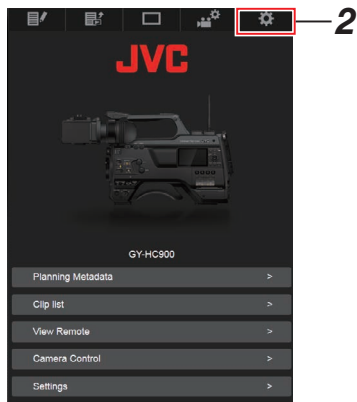 2
JVC
GY-HC900
Planning Metadata >
Clip list >
View Remote >
Camera Control >
Settings >